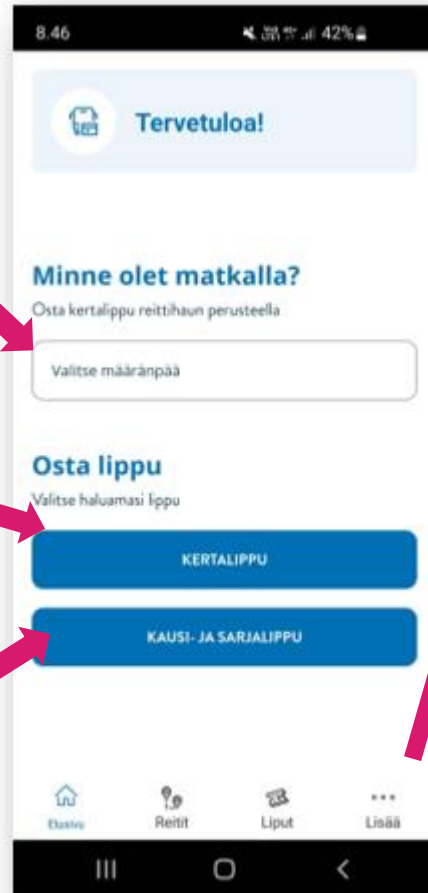 8.46 42%
Tervetuloa!
Minne olet matkalla?
Osta kertalippu reittihaun perusteella
Valitse määränpää
Osta lippu
Valitse haluamasi lippu
KERTALIPPU
KAUSI- JA SARJALIPPU
Etusivu Reitit Liput Lisää